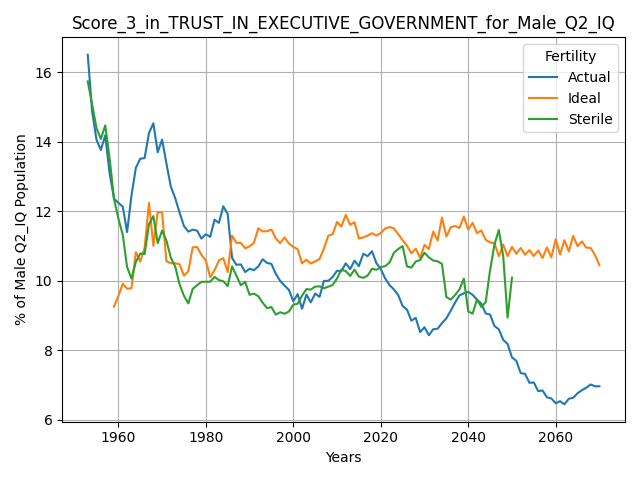 Score_3_in_TRUST_IN_EXECUTIVE_GOVERNMENT_for_Male_Q2_IQ
Fertility
Actual
Ideal
Sterile
% of Male Q2_IQ Population
16
14
12
10
8
6
1960
1980
2000
2020
2040
2060
Years